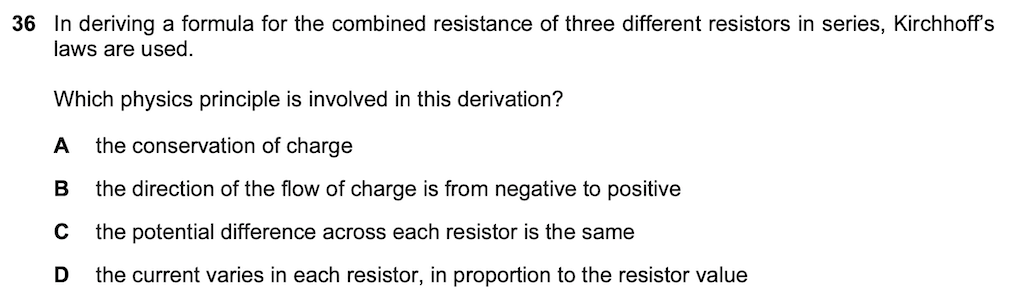 36 In deriving a formula for the combined resistance of three different resistors in series, Kirchhoff's
laws are used.
Which physics principle is involved in this derivation?
A the conservation of charge
B the direction of the flow of charge is from negative to positive
C the potential difference across each resistor is the same
D the current varies in each resistor, in proportion to the resistor value